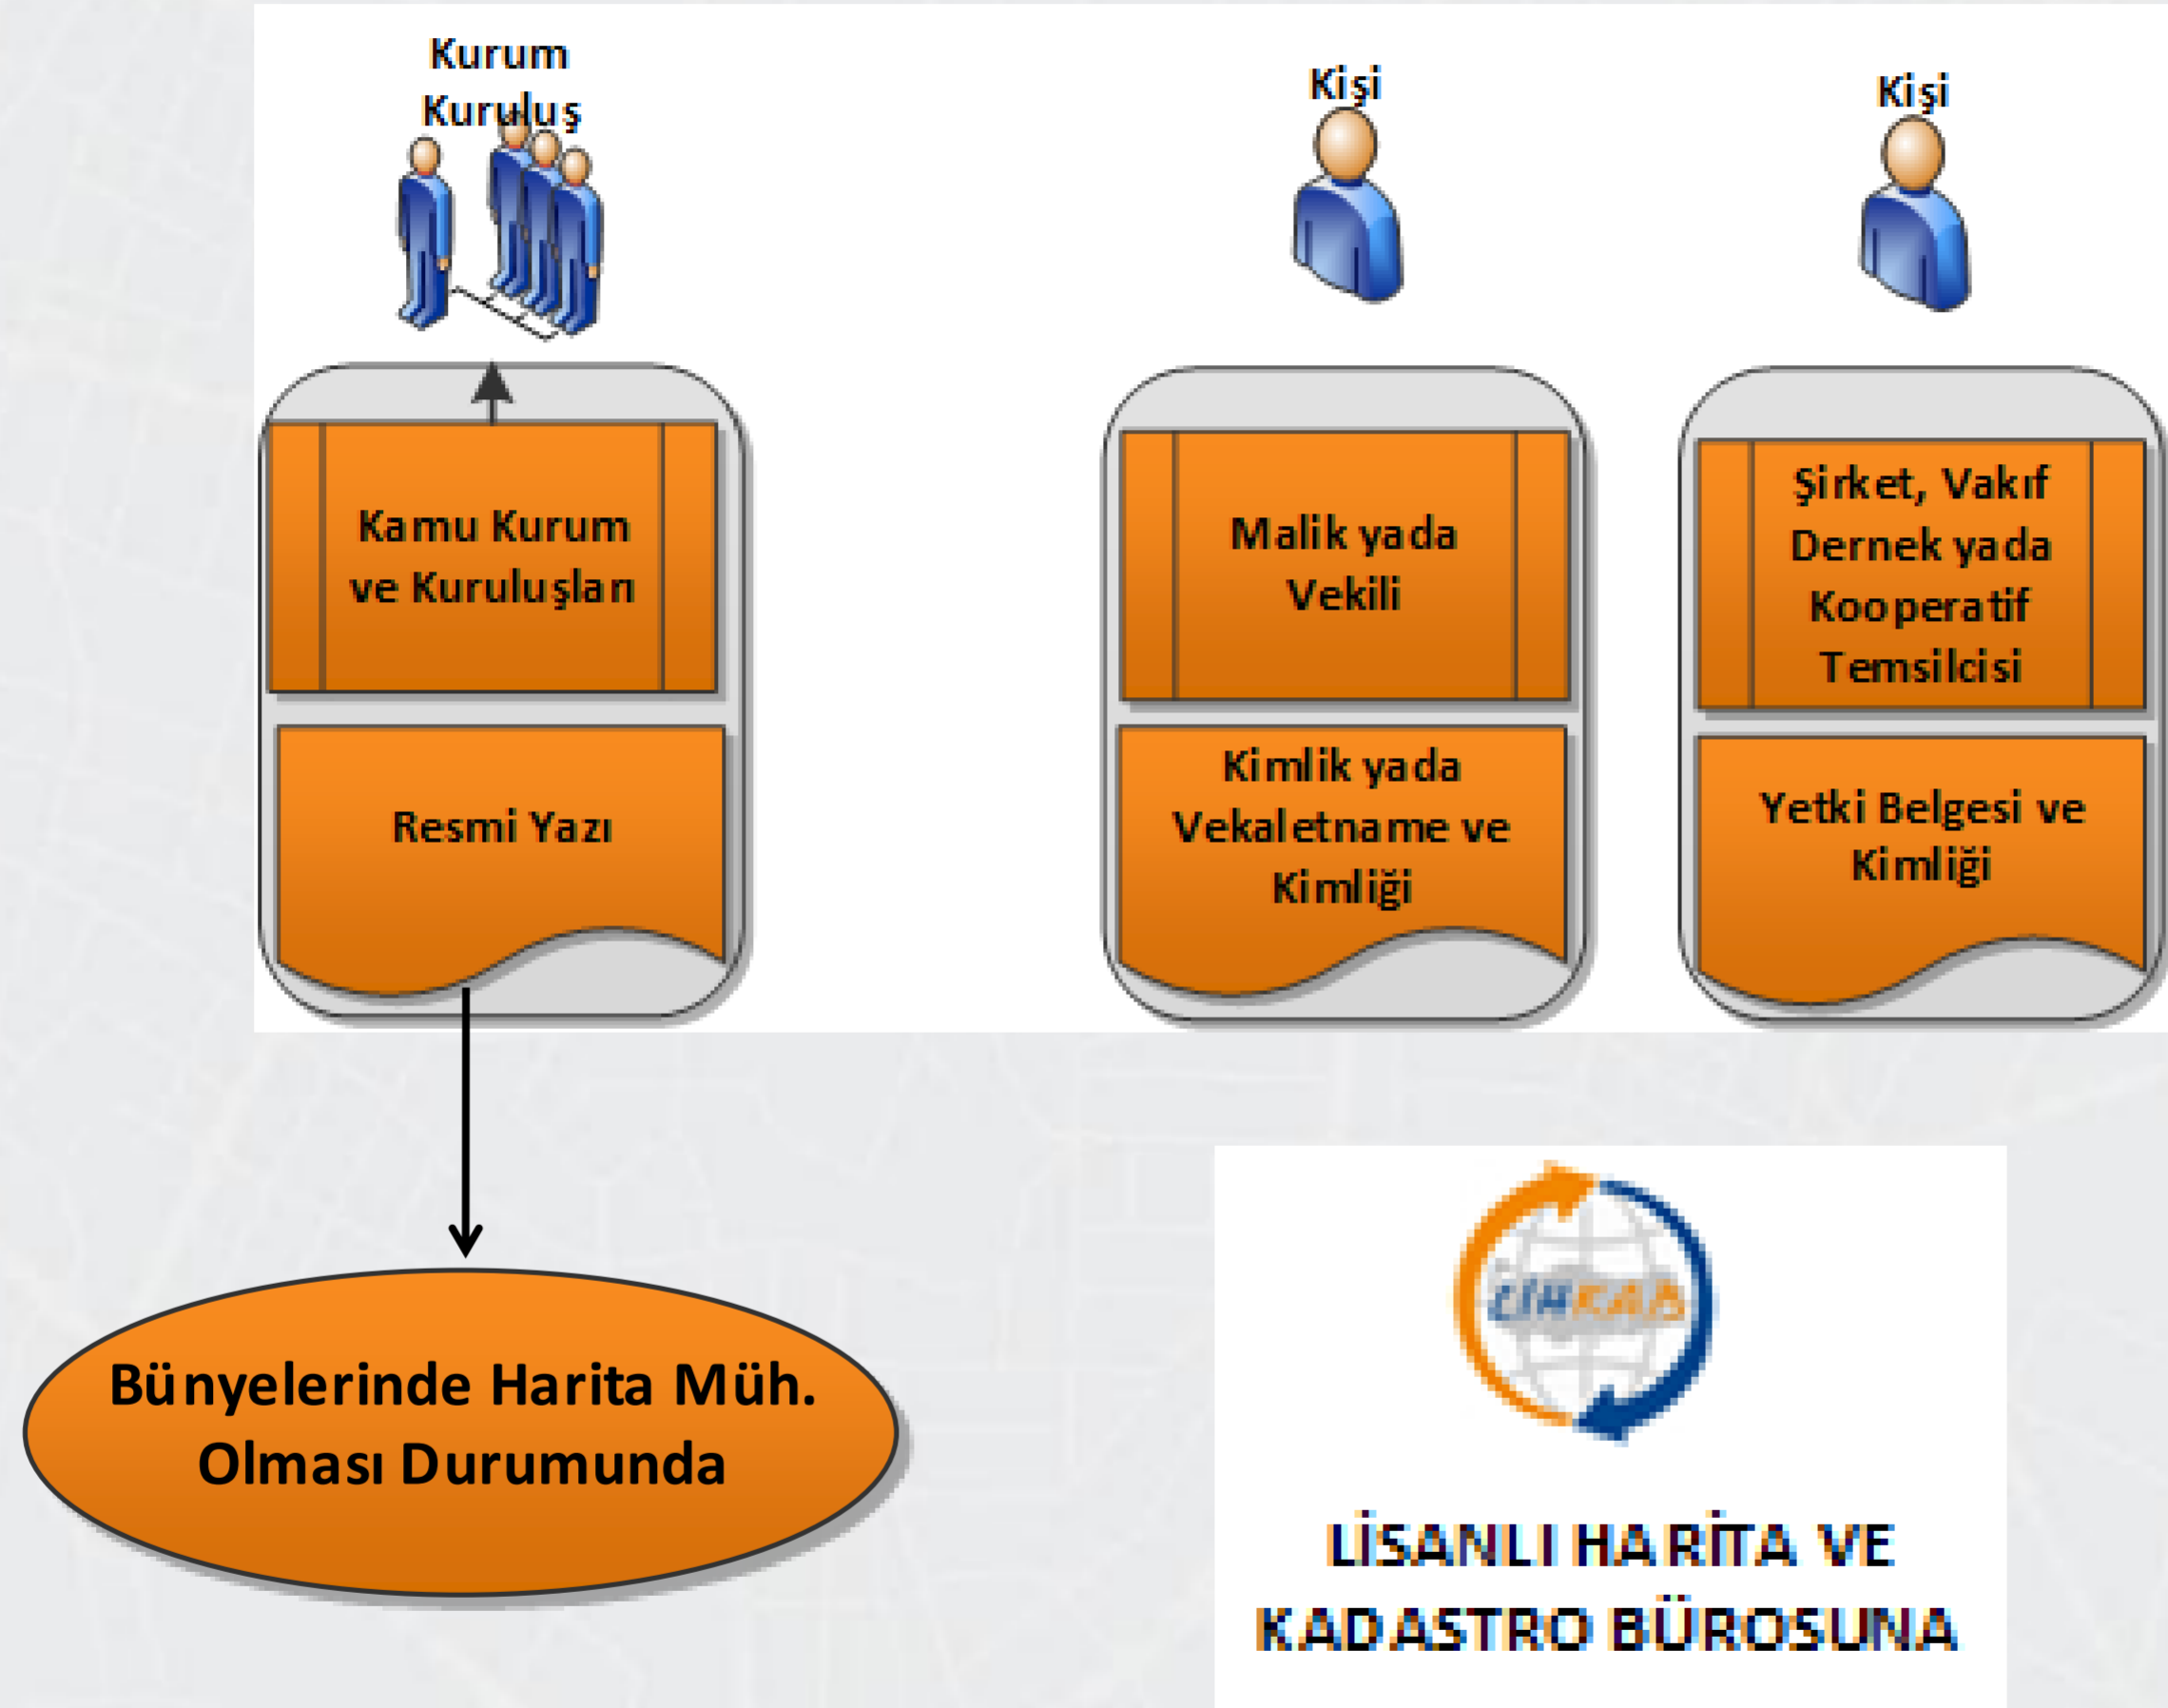 Kurum
Kuruluş
Kişi
Kişi
Kamu Kurum
ve Kuruluşları
Resmi Yazı
Malik yada
Vekili
Kimlik yada
Vekaletname ve
Kimliği
Şirket, Vakıf
Dernek yada
Kooperatif
Temsilcisi
Yetki Belgesi ve
Kimliği
Bünyelerinde Harita Müh.
Olması Durumunda
LİHKAB
LİSANLI HARİTA VE
KADASTRO BÜROSUNA